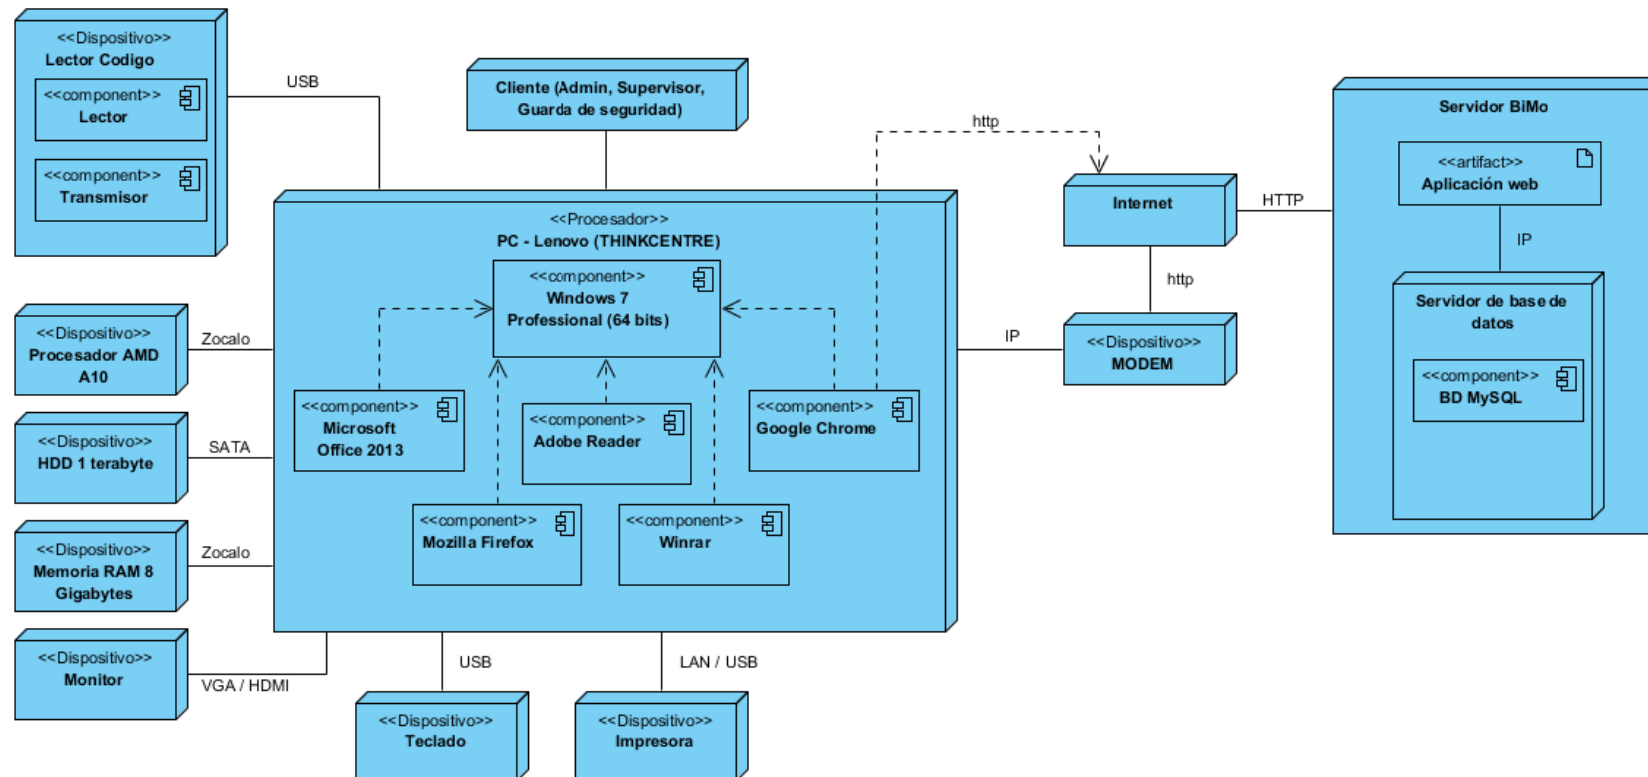 <<Dispositivo>>
Lector Codigo
<<component>>
Lector
<<component>>
Transmisor
USB
Cliente (Admin, Supervisor,
Guarda de seguridad)
http
Servidor BiMo
<<artifact>>
Aplicación web
IP
Servidor de base de
datos
<<component>>
BD MySQL
HTTP
Internet
http
<<Dispositivo>>
MODEM
IP
<<Procesador>>
PC - Lenovo (THINKCENTRE)
<<component>>
Windows 7
Professional (64 bits)
<<component>>
Microsoft
Office 2013
<<component>>
Adobe Reader
<<component>>
Google Chrome
<<component>>
Mozilla Firefox
<<component>>
Winrar
<<Dispositivo>>
Procesador AMD
A10
Zocalo
<<Dispositivo>>
HDD 1 terabyte
SATA
<<Dispositivo>>
Memoria RAM 8
Gigabytes
Zocalo
<<Dispositivo>>
Monitor
VGA / HDMI
USB
<<Dispositivo>>
Teclado
LAN / USB
<<Dispositivo>>
Impresora